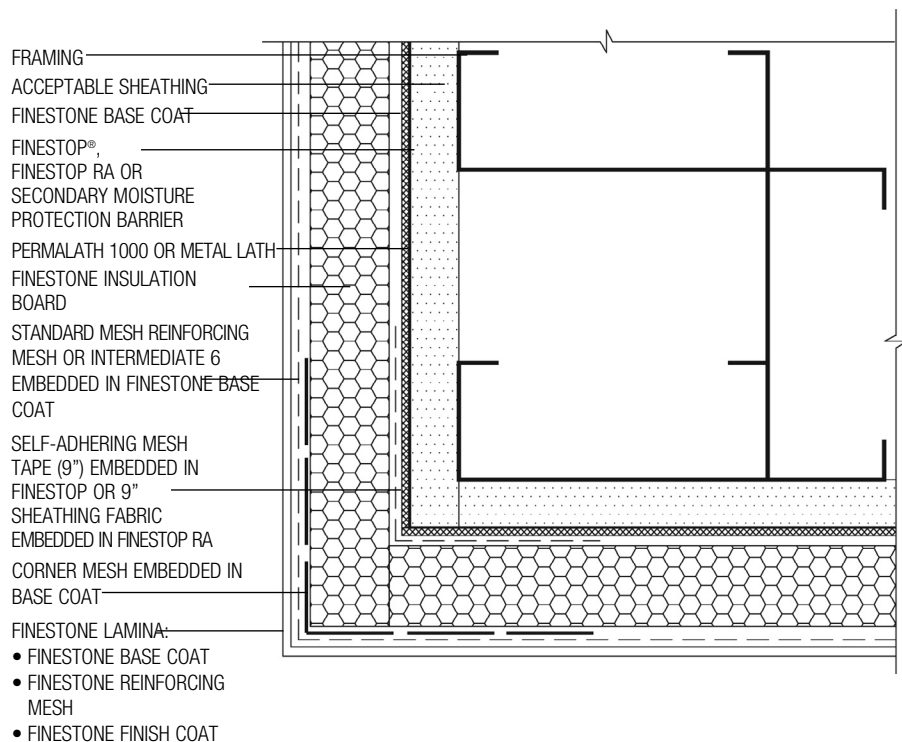 FRAMING
ACCEPTABLE SHEATHING
FINESTONE BASE COAT
FINESTOP®,
FINESTOP RA OR
SECONDARY MOISTURE
PROTECTION BARRIER
PERMALATH 1000 OR METAL LATH
FINESTONE INSULATION
BOARD
STANDARD MESH REINFORCING
MESH OR INTERMEDIATE 6
EMBEDDED IN FINESTONE BASE
COAT
SELF-ADHERING MESH
TAPE (9”) EMBEDDED IN
FINESTOP OR 9”
SHEATHING FABRIC
EMBEDDED IN FINESTOP RA
CORNER MESH EMBEDDED IN
BASE COAT
FINESTONE LAMINA:
• FINESTONE BASE COAT
• FINESTONE REINFORCING
MESH
• FINESTONE FINISH COAT